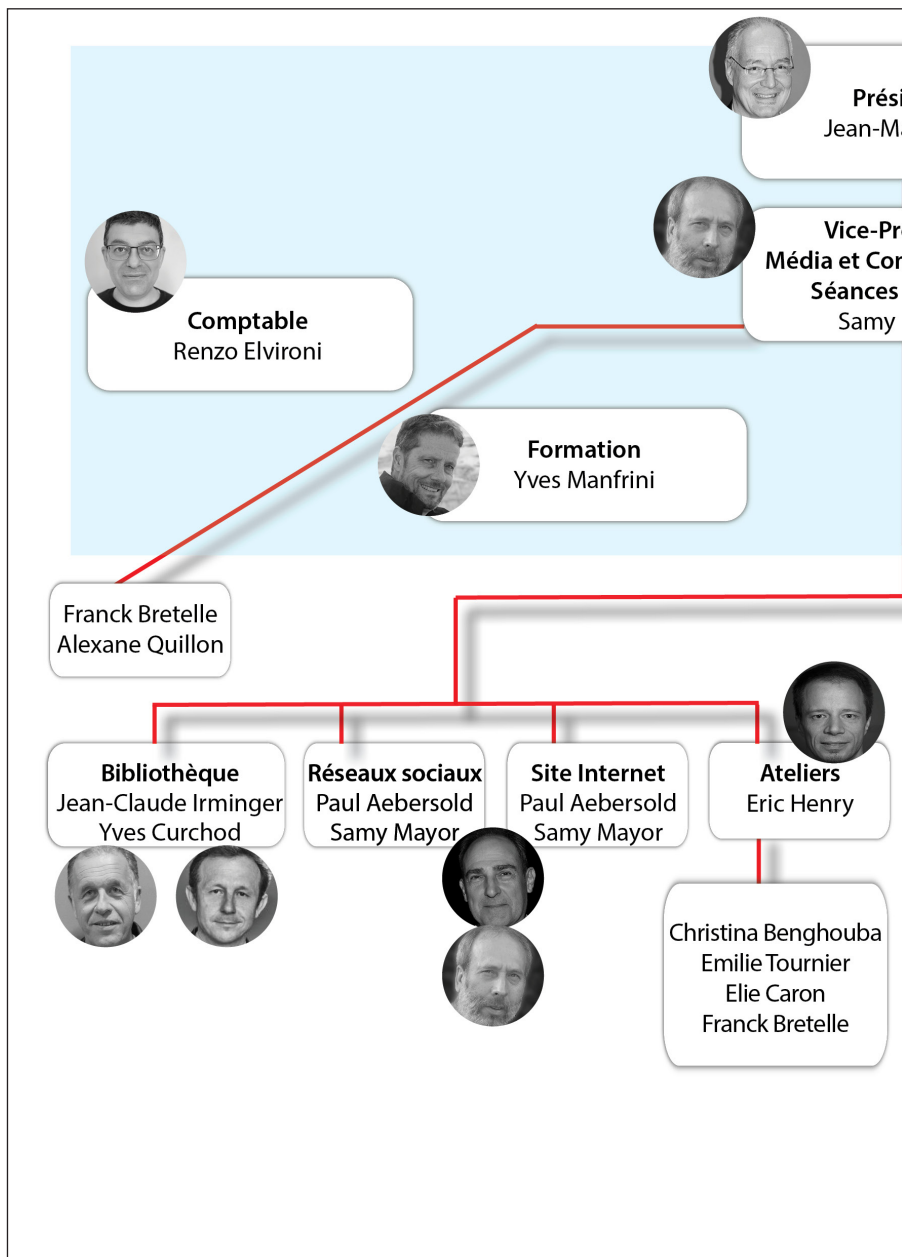 Prési
Jean-Ma
Vice-Pr
Média et Con
Séances
Samy
Comptable
Renzo Elvironi
Formation
Yves Manfrini
Franck Bretelle
Alexane Quillon
Bibliothèque
Jean-Claude Irminger
Yves Curchod
Réseaux sociaux
Paul Aebersold
Samy Mayor
Site Internet
Paul Aebersold
Samy Mayor
Ateliers
Eric Henry
Christina Benghouba
Emilie Tournier
Elie Caron
Franck Bretelle